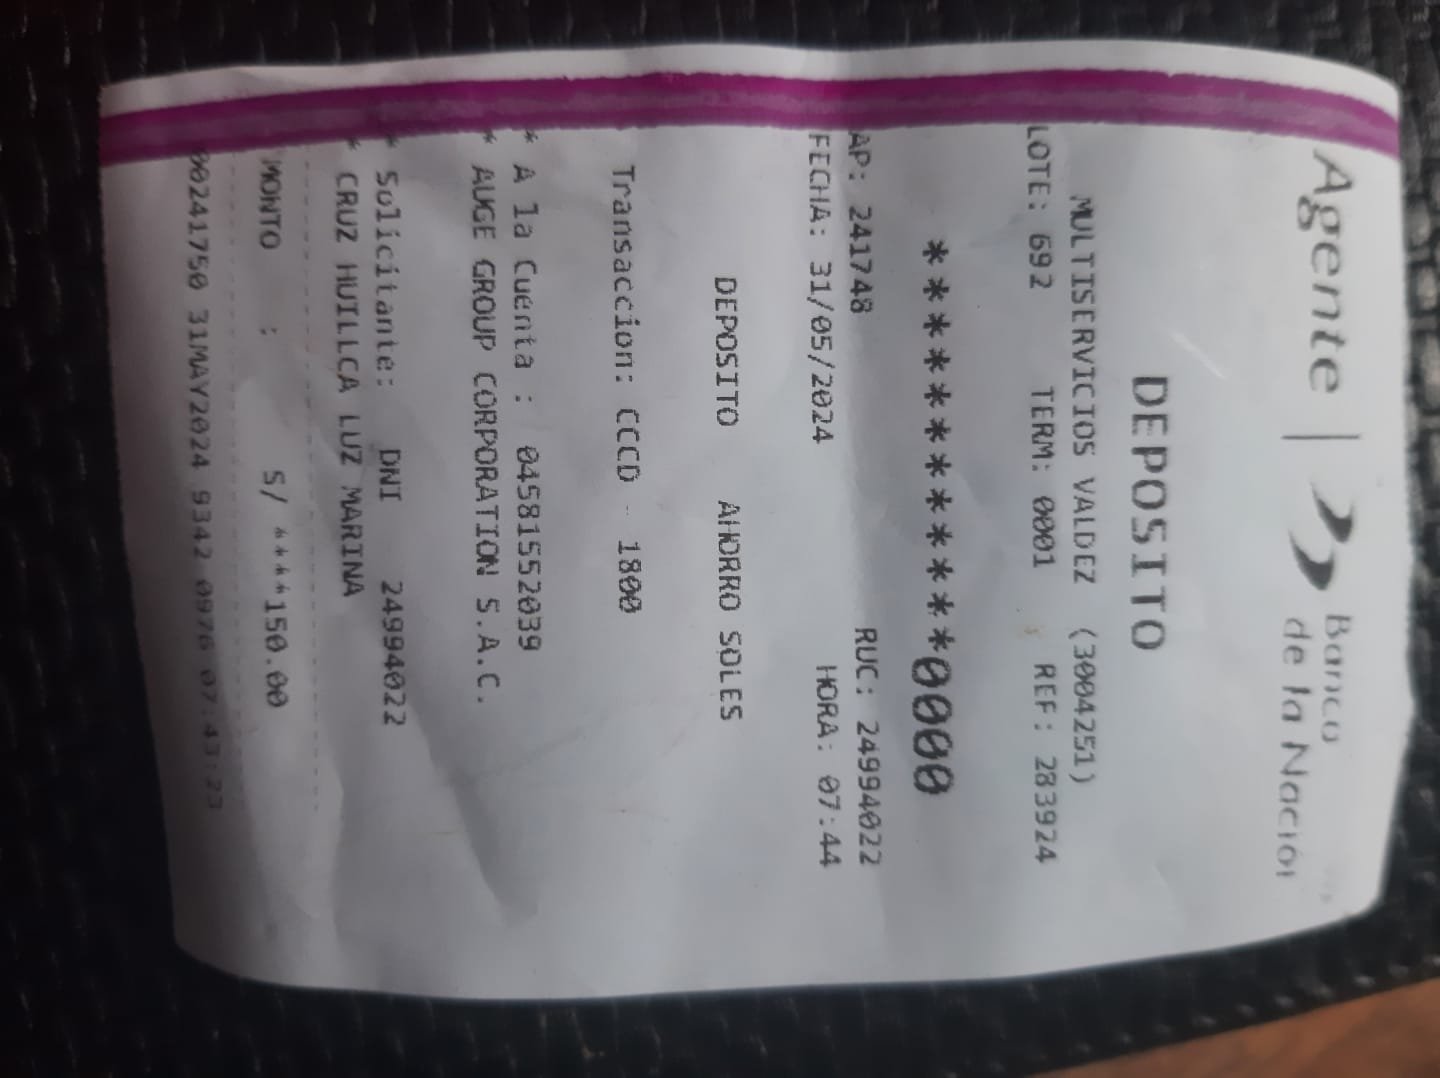 Agente | Banco de la Nación
DEPOSITO
MULTISERVICIOS VALDEZ (3004251)
LOTE: 692 TERM: 0001 REF: 283924
************0000
AP: 241748 RUC: 24994022
FECHA: 31/05/2024 HORA: 07:44
DEPOSITO AHORRO SOLES
Transaccion: CCCD - 1800
* A la Cuenta : 04581552039
* AUGE GROUP CORPORATION S.A.C.
* Solicitante: DNI 24994022
* CRUZ HUILLCA LUZ MARINA
MONTO : S/ ****150.00
00241750 31MAY2024 9342 0976 07:43:23